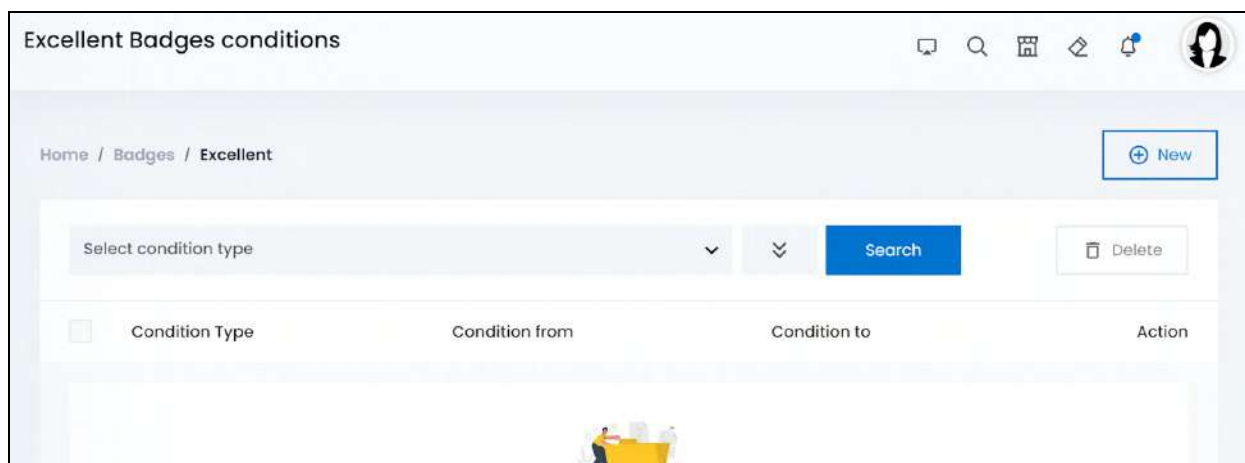 Excellent Badges conditions
Home / Badges / Excellent
New
Select condition type
Search
Delete
Condition Type Condition from Condition to Action